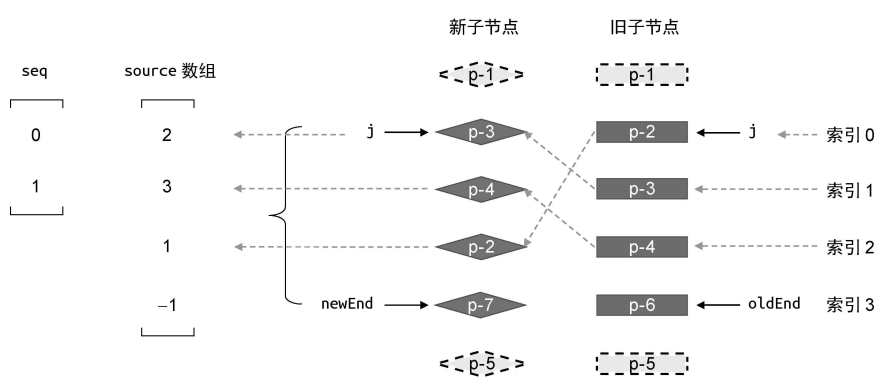 新子节点 旧子节点
seq source 数组 p-1 p-1
0 2 j p-3 p-2 j 索引 0
1 3 p-4 p-3 索引 1
1 p-2 p-4 索引 2
−1 newEnd p-7 p-6 oldEnd 索引 3
p-5 p-5